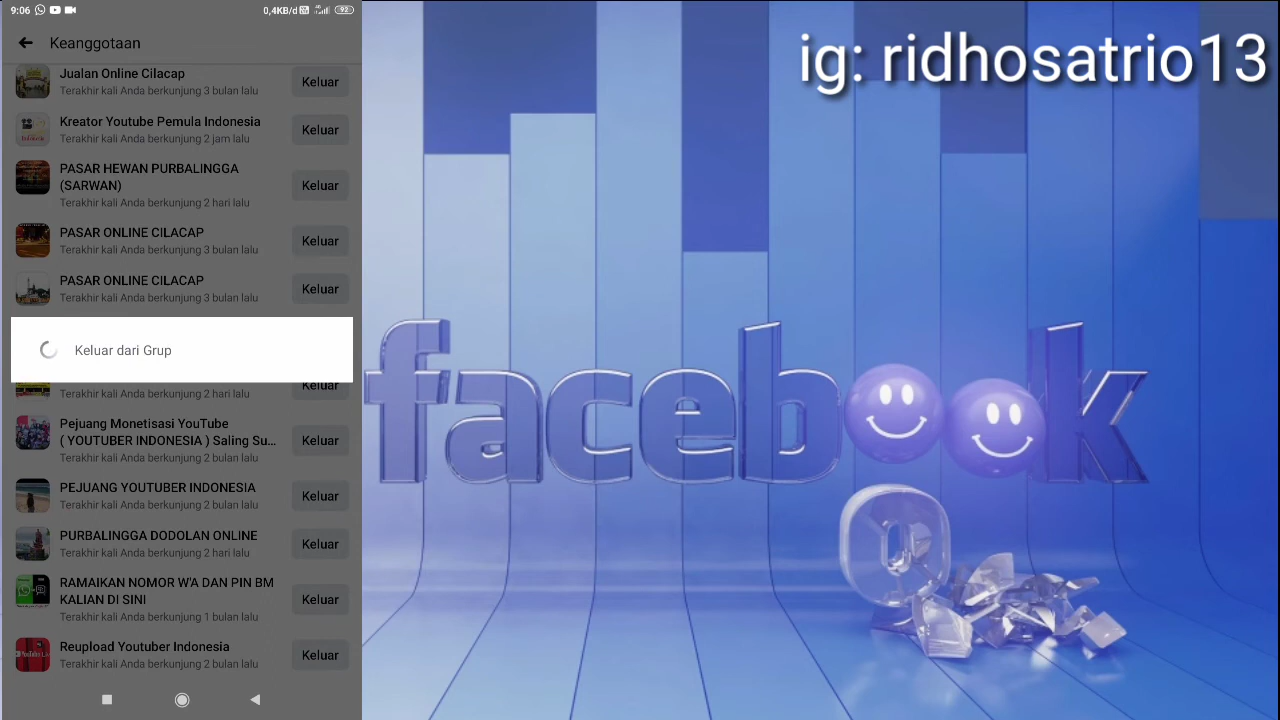 9:06
0,4KB/d
92
Keanggotaan
Jualan Online Cilacap
Terakhir kali Anda berkunjung 3 bulan lalu
Keluar
Kreator Youtube Pemula Indonesia
Terakhir kali Anda berkunjung 2 jam lalu
Keluar
PASAR HEWAN PURBALINGGA
(SARWAN)
Terakhir kali Anda berkunjung 2 hari lalu
Keluar
PASAR ONLINE CILACAP
Terakhir kali Anda berkunjung 3 bulan lalu
Keluar
PASAR ONLINE CILACAP
Terakhir kali Anda berkunjung 3 bulan lalu
Keluar
Keluar dari Grup
Terakhir kali Anda berkunjung 2 hari lalu
Keluar
Pejuang Monetisasi YouTube
( YOUTUBER INDONESIA ) Saling Su...
Terakhir kali Anda berkunjung 2 bulan lalu
Keluar
PEJUANG YOUTUBER INDONESIA
Terakhir kali Anda berkunjung 2 bulan lalu
Keluar
PURBALINGGA DODOLAN ONLINE
Terakhir kali Anda berkunjung 2 hari lalu
Keluar
RAMAIKAN NOMOR W'A DAN PIN BM
KALIAN DI SINI
Terakhir kali Anda berkunjung 1 bulan lalu
Keluar
Reupload Youtuber Indonesia
Terakhir kali Anda berkunjung 2 bulan lalu
Keluar
ig: ridhosatrio13
facebook